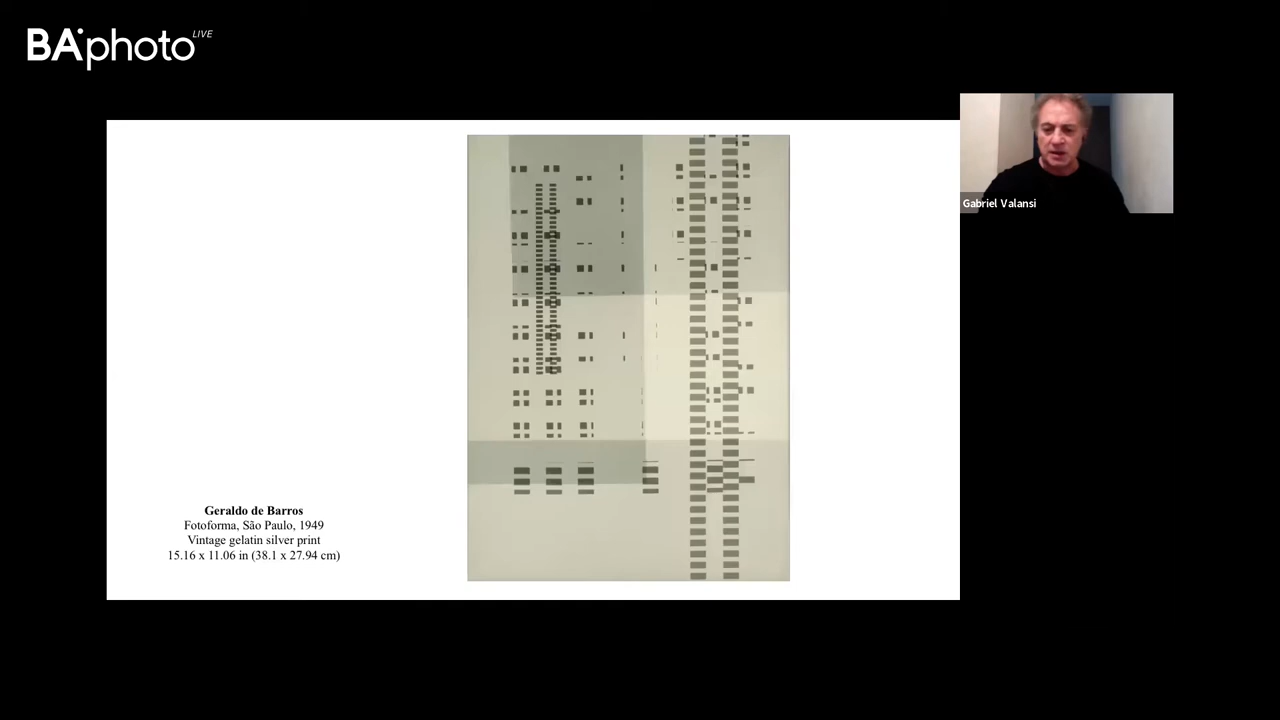 BAphoto LIVE
Gabriel Valansi
Geraldo de Barros
Fotoforma, São Paulo, 1949
Vintage gelatin silver print
15.16 x 11.06 in (38.1 x 27.94 cm)